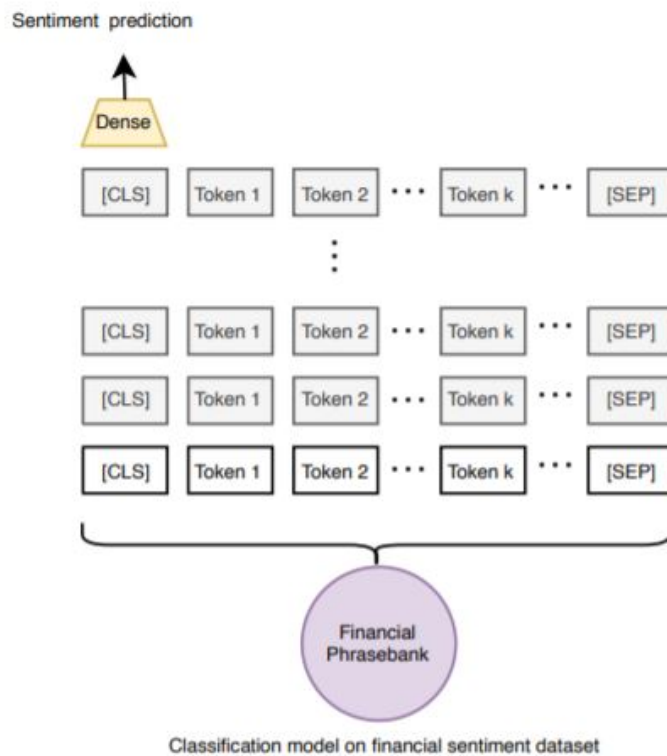 Sentiment prediction
Dense
[CLS] Token 1 Token 2 ••• Token k ••• [SEP]
[CLS] Token 1 Token 2 ••• Token k ••• [SEP]
[CLS] Token 1 Token 2 ••• Token k ••• [SEP]
[CLS] Token 1 Token 2 ••• Token k ••• [SEP]
Financial
Phrasebank
Classification model on financial sentiment dataset